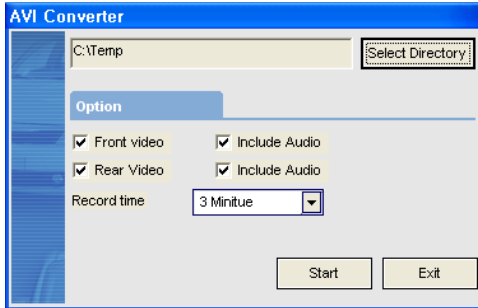 AVI Converter
C:\Temp
Select Directory
Option
Front video
Include Audio
Rear Video
Include Audio
Record time
3 Minitue
Start
Exit